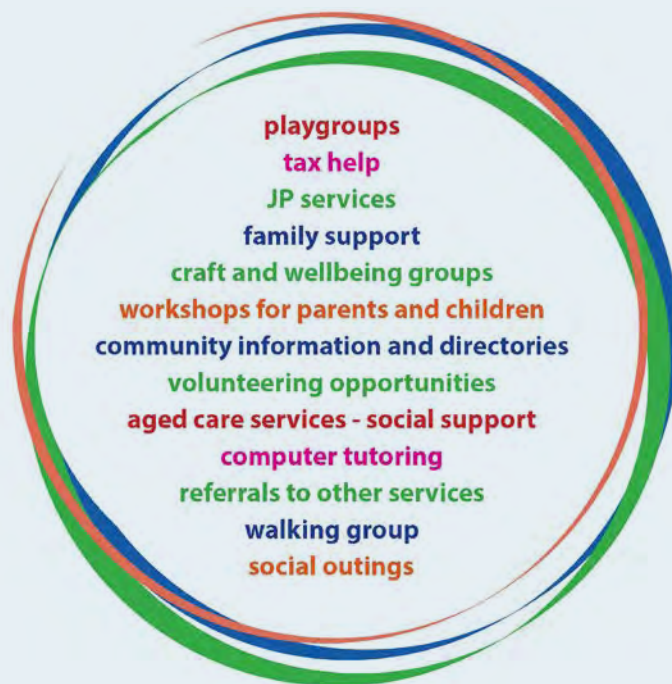 playgroups
tax help
JP services
family support
craft and wellbeing groups
workshops for parents and children
community information and directories
volunteering opportunities
aged care services - social support
computer tutoring
referrals to other services
walking group
social outings